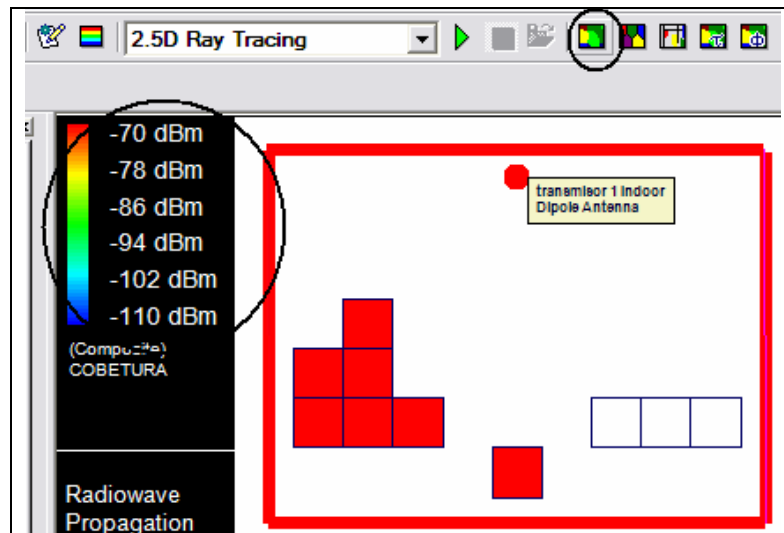 2.5D Ray Tracing
-70 dBm
-78 dBm
-86 dBm
-94 dBm
-102 dBm
-110 dBm
(Composite)
COBETURA
Radiowave
Propagation
transmisor 1 Indoor
Dipole Antenna